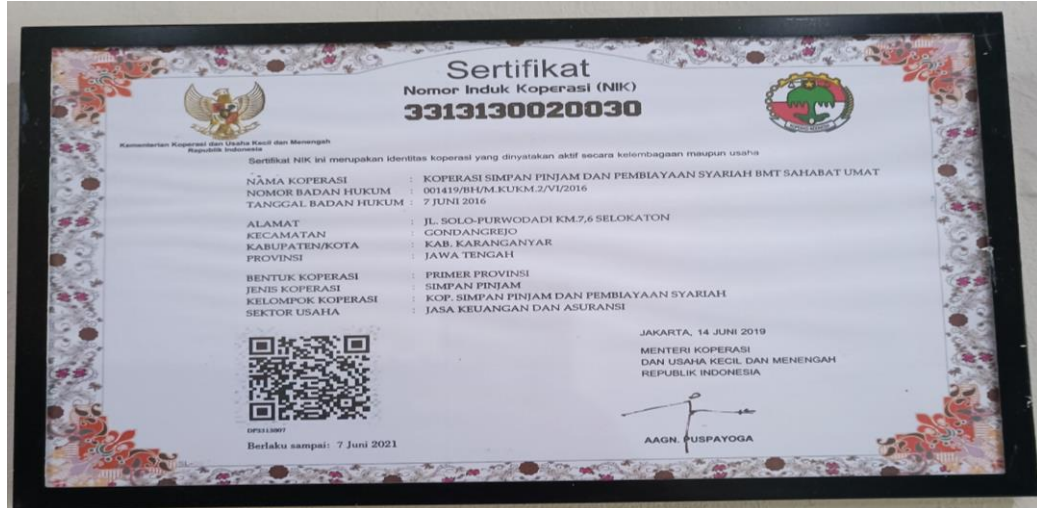 Sertifikat
Nomor Induk Koperasi (NIK)
3313130020030
Kementerian Koperasi dan Usaha Kecil dan Menengah
Republik Indonesia
Sertifikat NIK ini merupakan identitas koperasi yang dinyatakan aktif secara kelembagaan maupun usaha
NAMA KOPERASI : KOPERASI SIMPAN PINJAM DAN PEMBIAYAAN SYARIAH BMT SAHABAT UMAT
NOMOR BADAN HUKUM : 001419/BH/M.KUKM.2/VI/2016
TANGGAL BADAN HUKUM : 7 JUNI 2016
ALAMAT : JL. SOLO-PURWODADI KM.7,6 SELOKATON
KECAMATAN : GONDANGREJO
KABUPATEN/KOTA : KAB. KARANGANYAR
PROVINSI : JAWA TENGAH
BENTUK KOPERASI : PRIMER PROVINSI
JENIS KOPERASI : SIMPAN PINJAM
KELOMPOK KOPERASI : KOP. SIMPAN PINJAM DAN PEMBIAYAAN SYARIAH
SEKTOR USAHA : JASA KEUANGAN DAN ASURANSI
JAKARTA, 14 JUNI 2019
MENTERI KOPERASI
DAN USAHA KECIL DAN MENENGAH
REPUBLIK INDONESIA
AAGN. PUSPAYOGA
DP3313007
Berlaku sampai: 7 Juni 2021